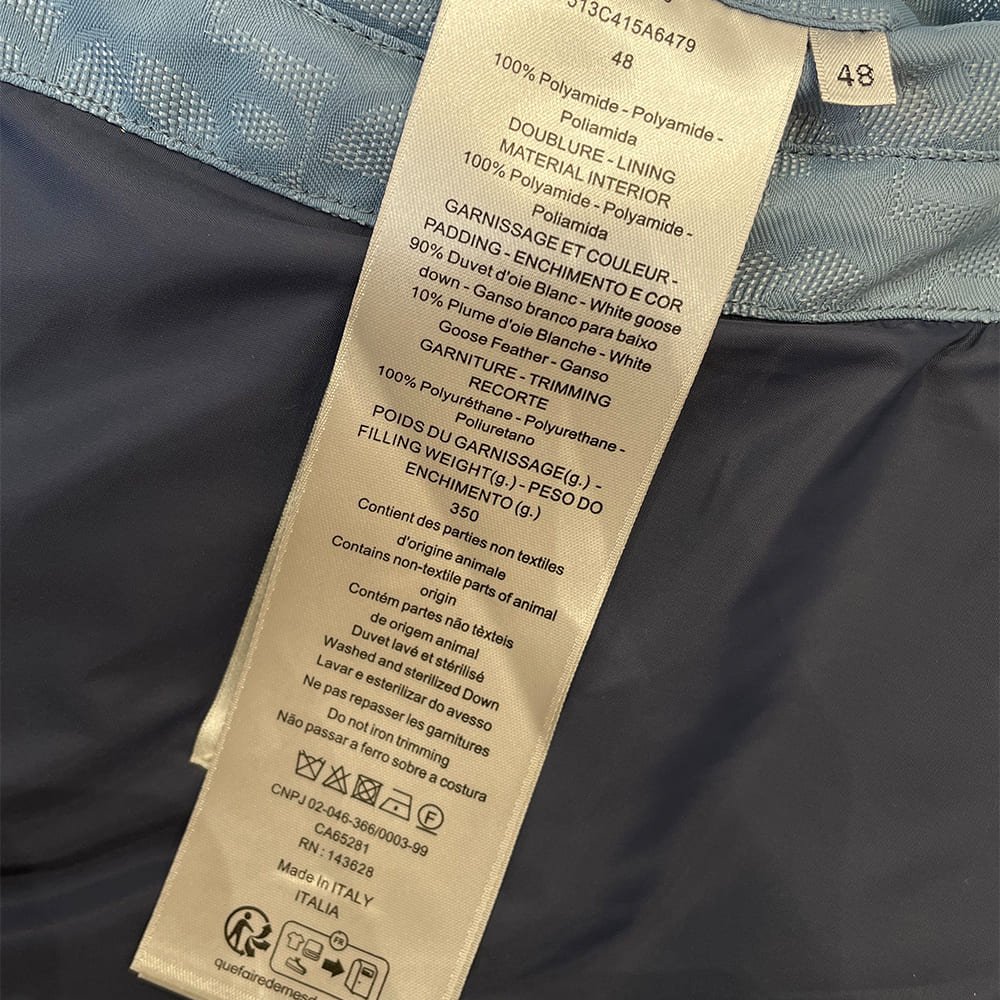 513C415A6479
48
48
100% Polyamide - Polyamide -
Poliamida
DOUBLURE - LINING
MATERIAL INTERIOR
100% Polyamide - Polyamide -
Poliamida
GARNISSAGE ET COULEUR -
PADDING - ENCHIMENTO E COR
90% Duvet d'oie Blanc - White goose
down - Ganso branco para baixo
10% Plume d'oie Blanche - White
Goose Feather - Ganso
GARNITURE - TRIMMING
RECORTE
100% Polyuréthane - Polyurethane -
Poliuretano
POIDS DU GARNISSAGE(g.) -
FILLING WEIGHT(g.) - PESO DO
ENCHIMENTO (g.)
350
Contient des parties non textiles
d'origine animale
Contains non-textile parts of animal
origin
Contém partes não tèxteis
de origem animal
Duvet lavé et stérilisé
Washed and sterilized Down
Lavar e esterilizar do avesso
Ne pas repasser les garnitures
Do not iron trimming
Não passar a ferro sobre a costura
F
CNPJ 02-046-366/0003-99
CA65281
RN : 143628
Made In ITALY
ITALIA
FR
quefairedemesd